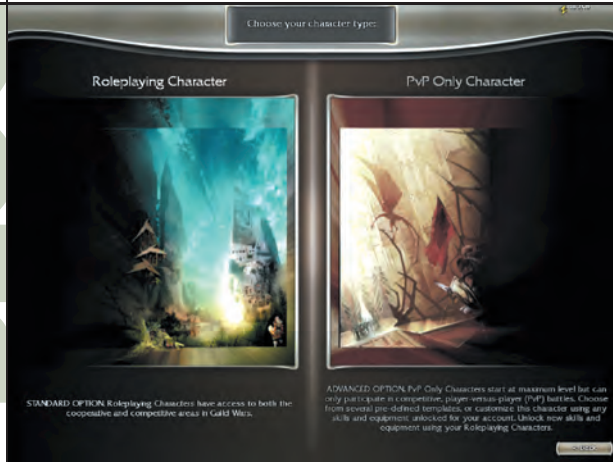 Choose your character type:
Roleplaying Character
PvP Only Character
STANDARD OPTION. Roleplaying Characters have access to both the
cooperative and competitive areas in Guild Wars.
ADVANCED OPTION. PvP Only Characters start at maximum level but can
only participate in competitive, player-versus-player (PvP) battles. Choose
from several pre-defined templates, or customize this character using any
skills and equipment unlocked for your account. Unlock new skills and
equipment using your Roleplaying Characters.